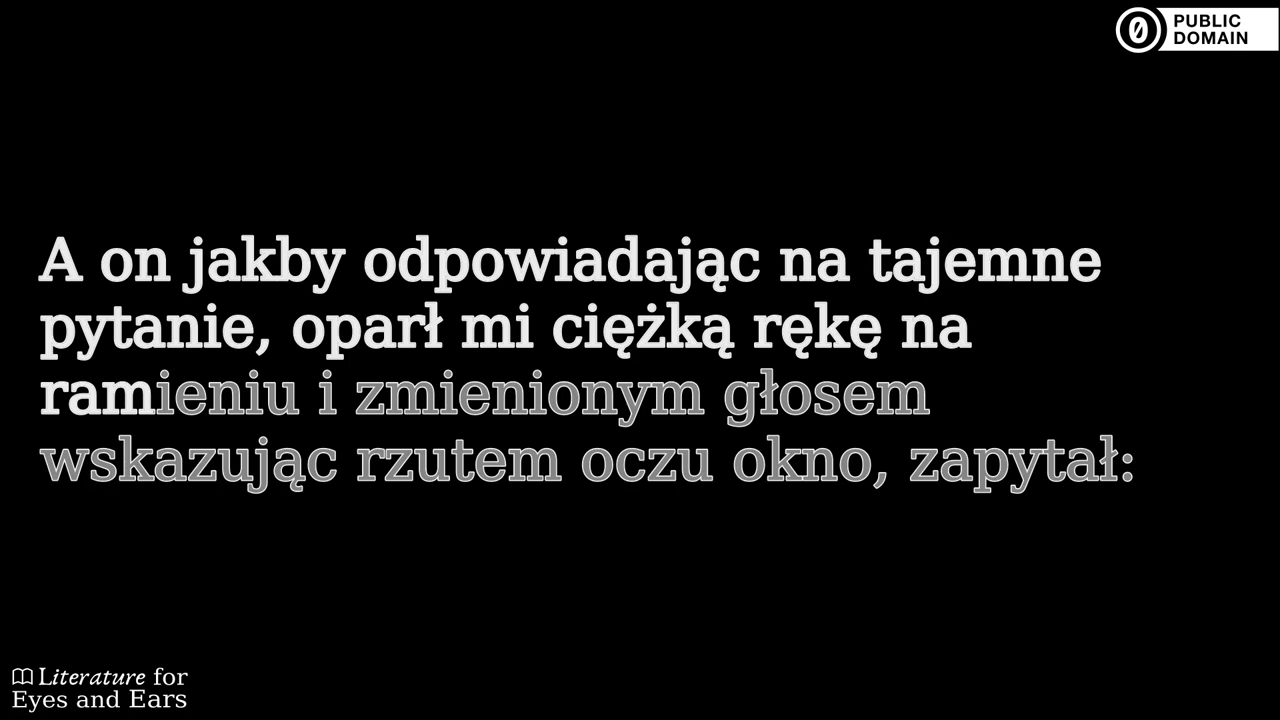 PUBLIC
DOMAIN
A on jakby odpowiadając na tajemne
pytanie, oparł mi ciężką rękę na
ramieniu i zmienionym głosem
wskazując rzutem oczu okno, zapytał:
Literature for
Eyes and Ears